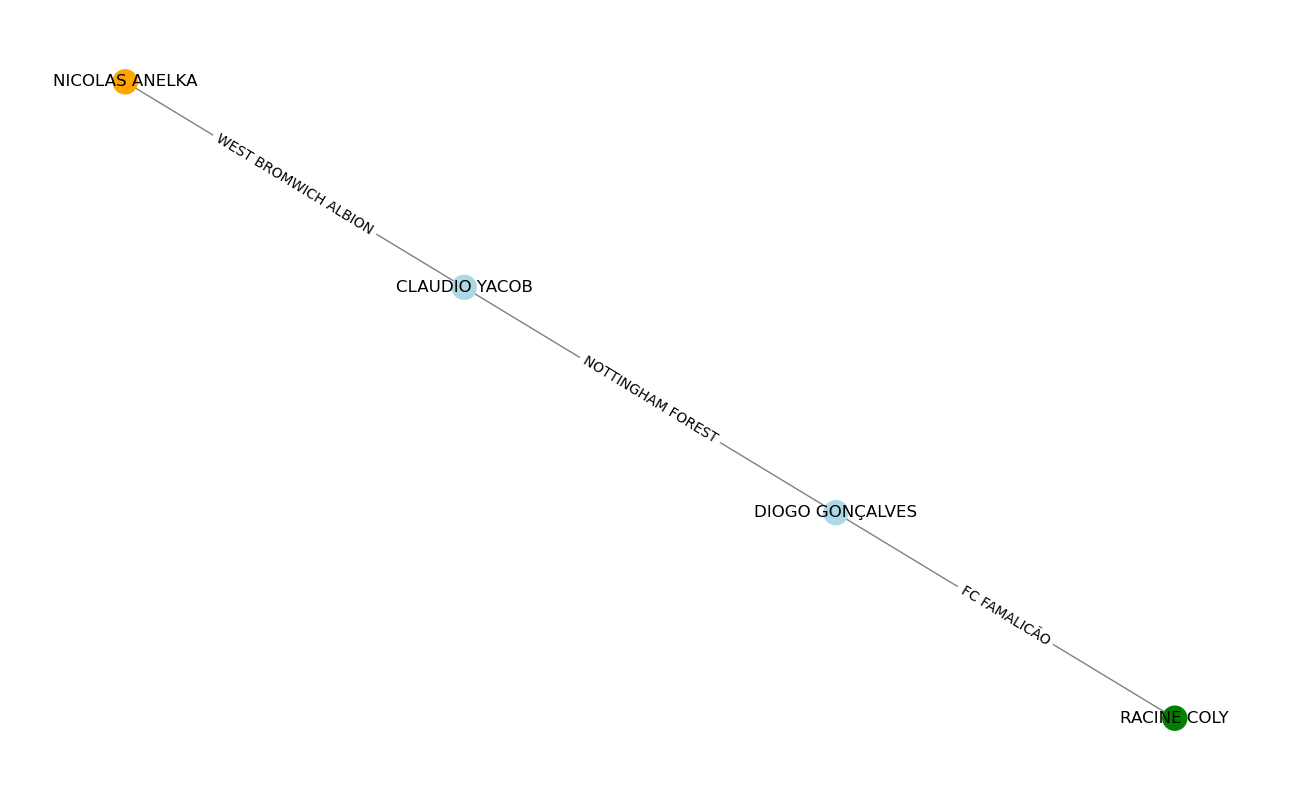 NICOLAS ANELKA
WEST BROMWICH ALBION
CLAUDIO YACOB
NOTTINGHAM FOREST
DIOGO GONÇALVES
FC FAMALICÃO
RACINE COLY